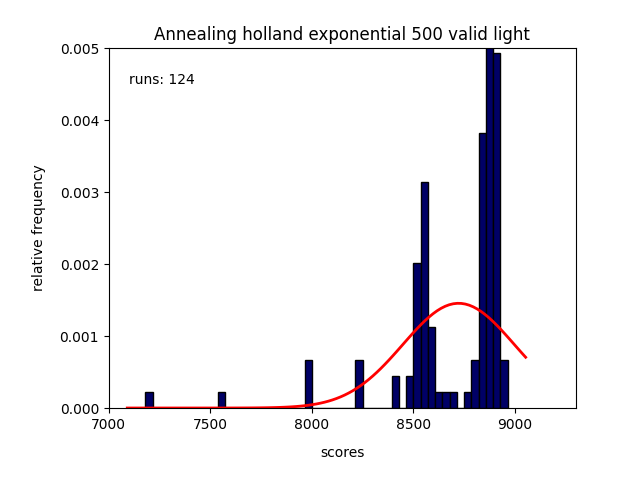 Annealing holland exponential 500 valid light
runs: 124
relative frequency
0.005
0.004
0.003
0.002
0.001
0.000
7000 7500 8000 8500 9000
scores